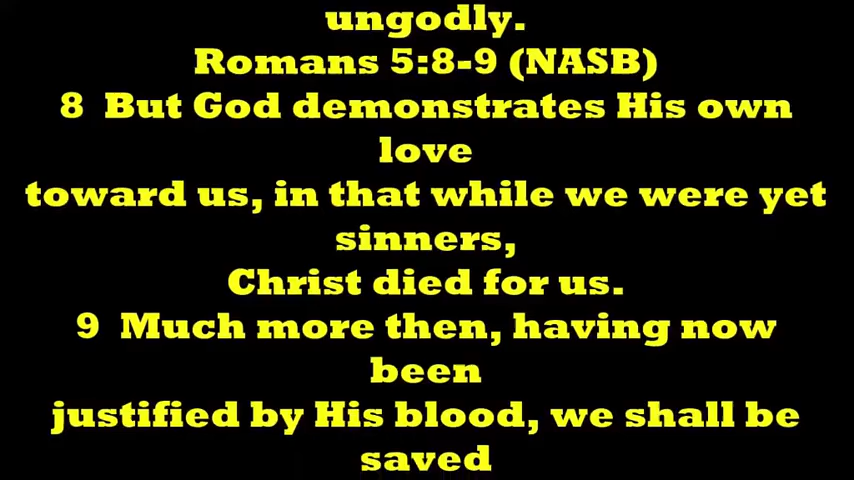 ungodly.
Romans 5:8-9 (NASB)
8 But God demonstrates His own
love
toward us, in that while we were yet
sinners,
Christ died for us.
9 Much more then, having now
been
justified by His blood, we shall be
saved